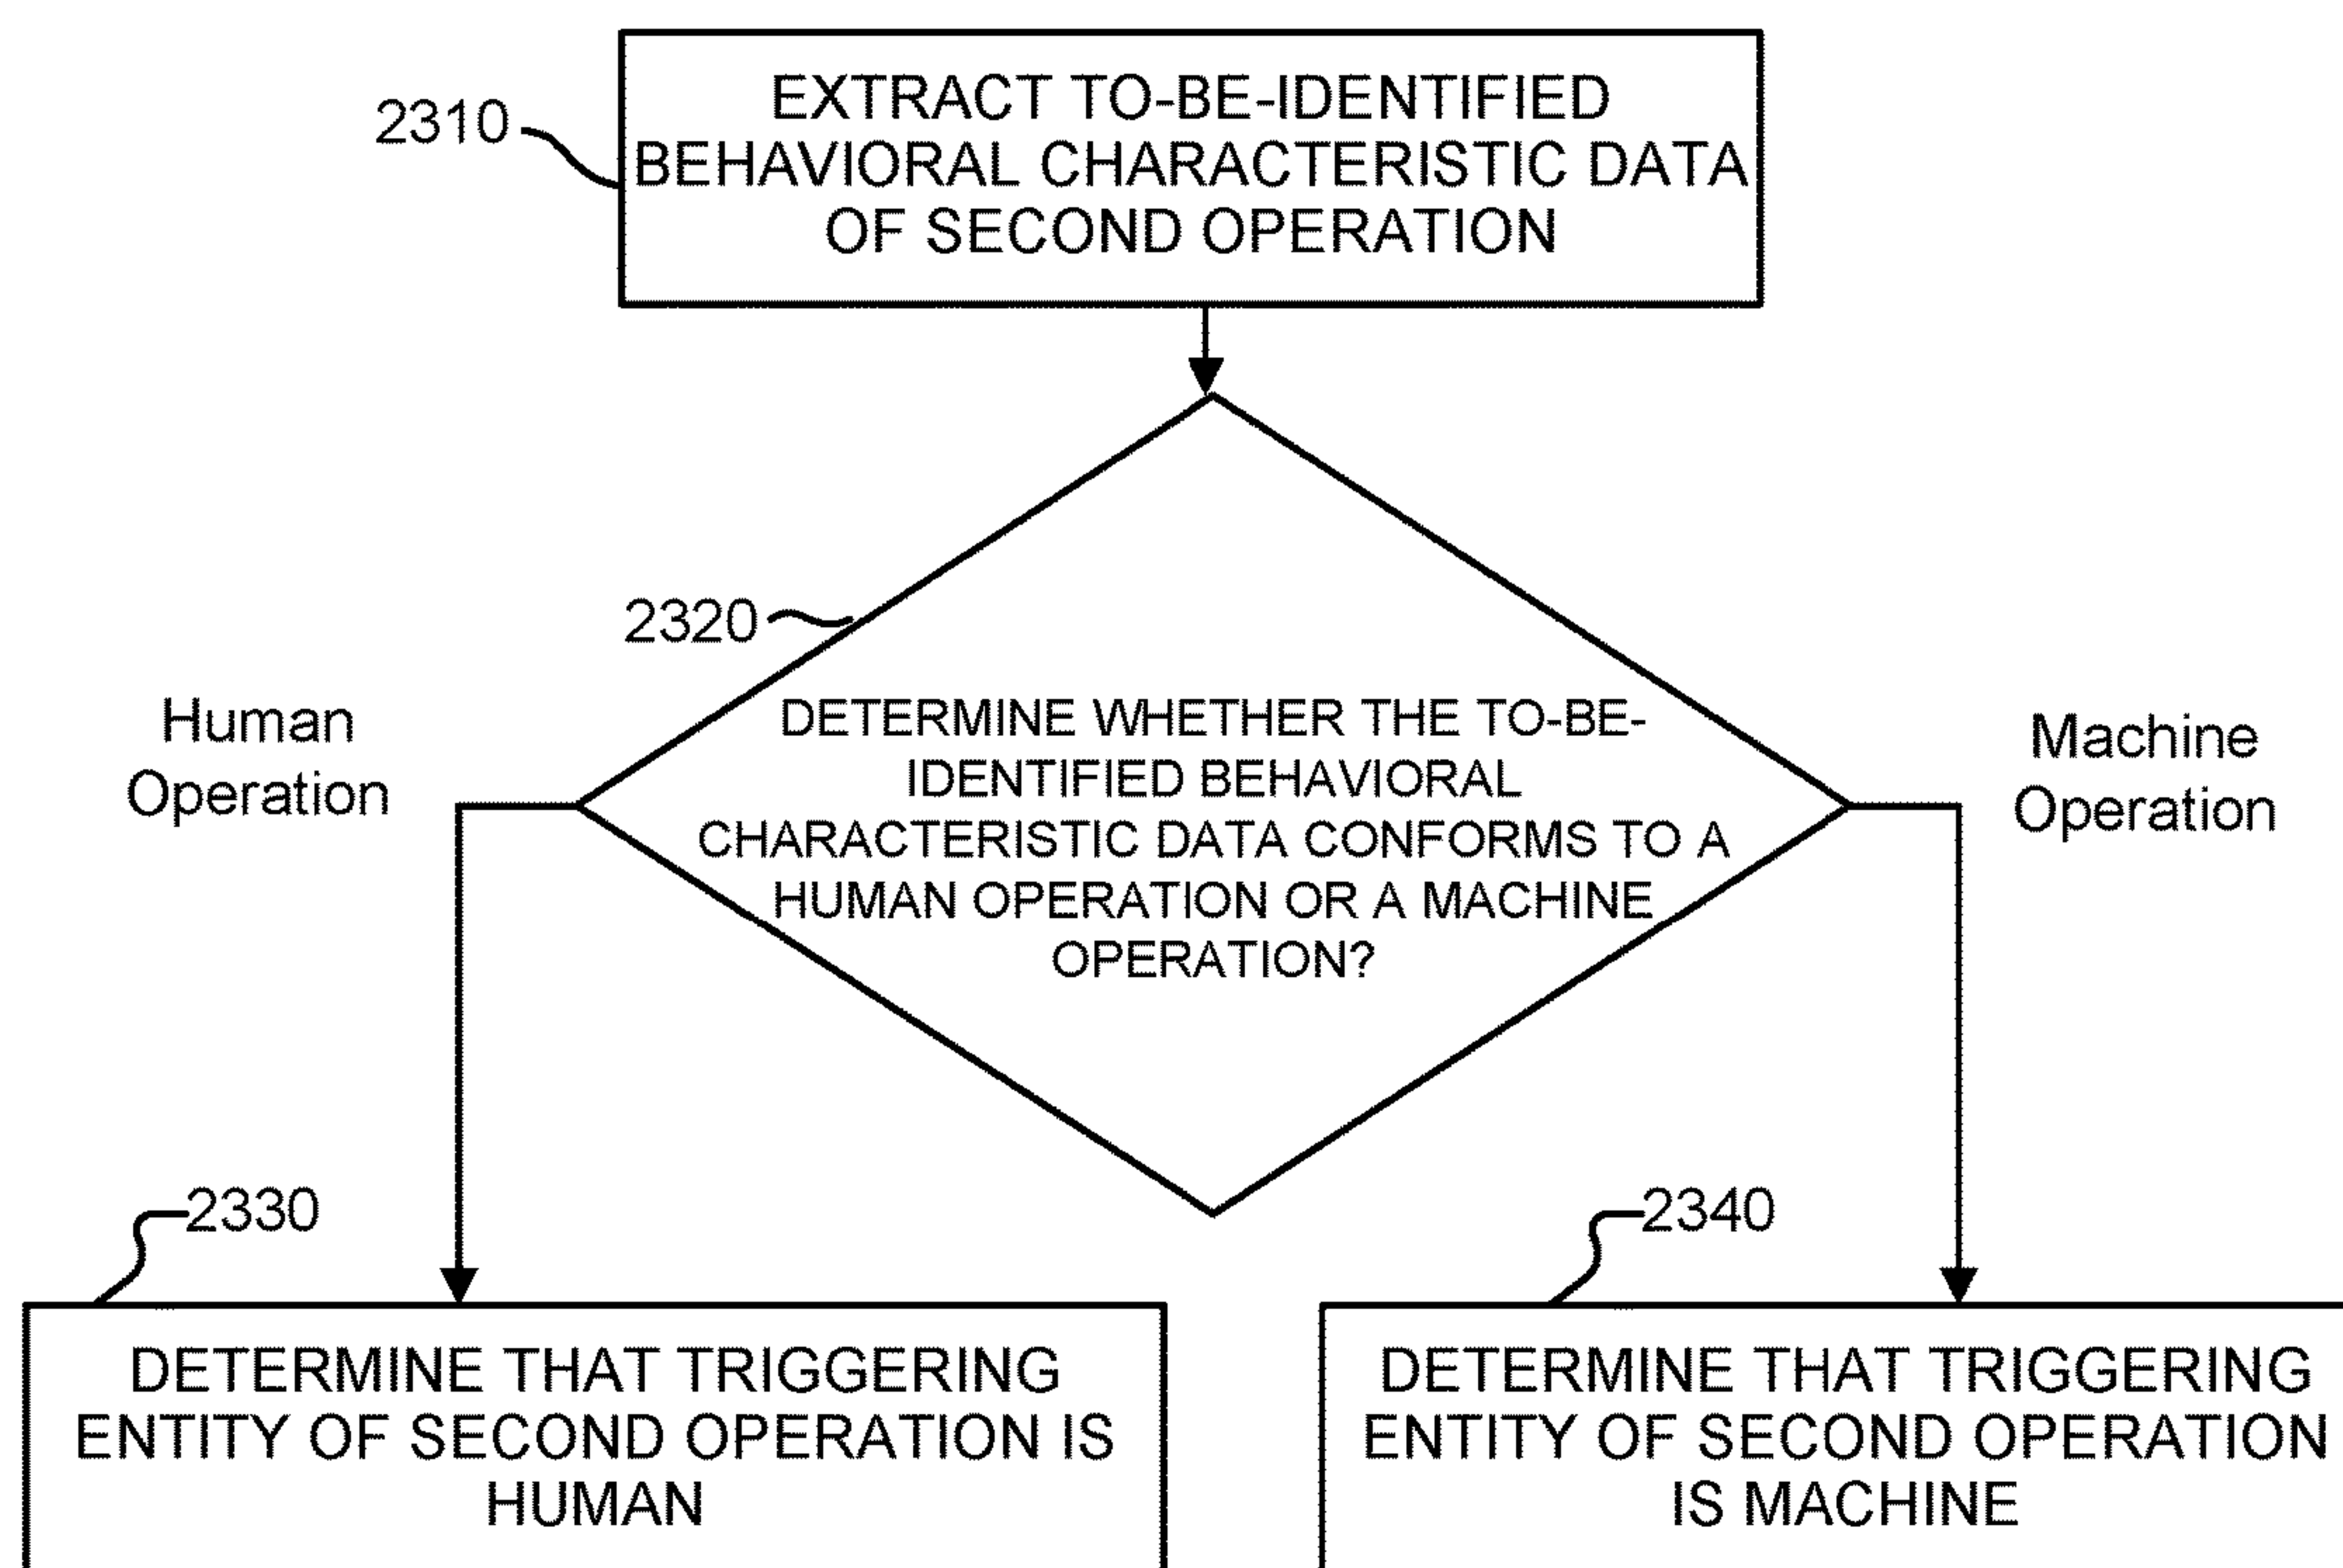 2310
EXTRACT TO-BE-IDENTIFIED
BEHAVIORAL CHARACTERISTIC DATA
OF SECOND OPERATION
2320
Human
Operation
DETERMINE WHETHER THE TO-BE-
IDENTIFIED BEHAVIORAL
CHARACTERISTIC DATA CONFORMS TO A
HUMAN OPERATION OR A MACHINE
OPERATION?
Machine
Operation
2330
DETERMINE THAT TRIGGERING
ENTITY OF SECOND OPERATION IS
HUMAN
2340
DETERMINE THAT TRIGGERING
ENTITY OF SECOND OPERATION
IS MACHINE